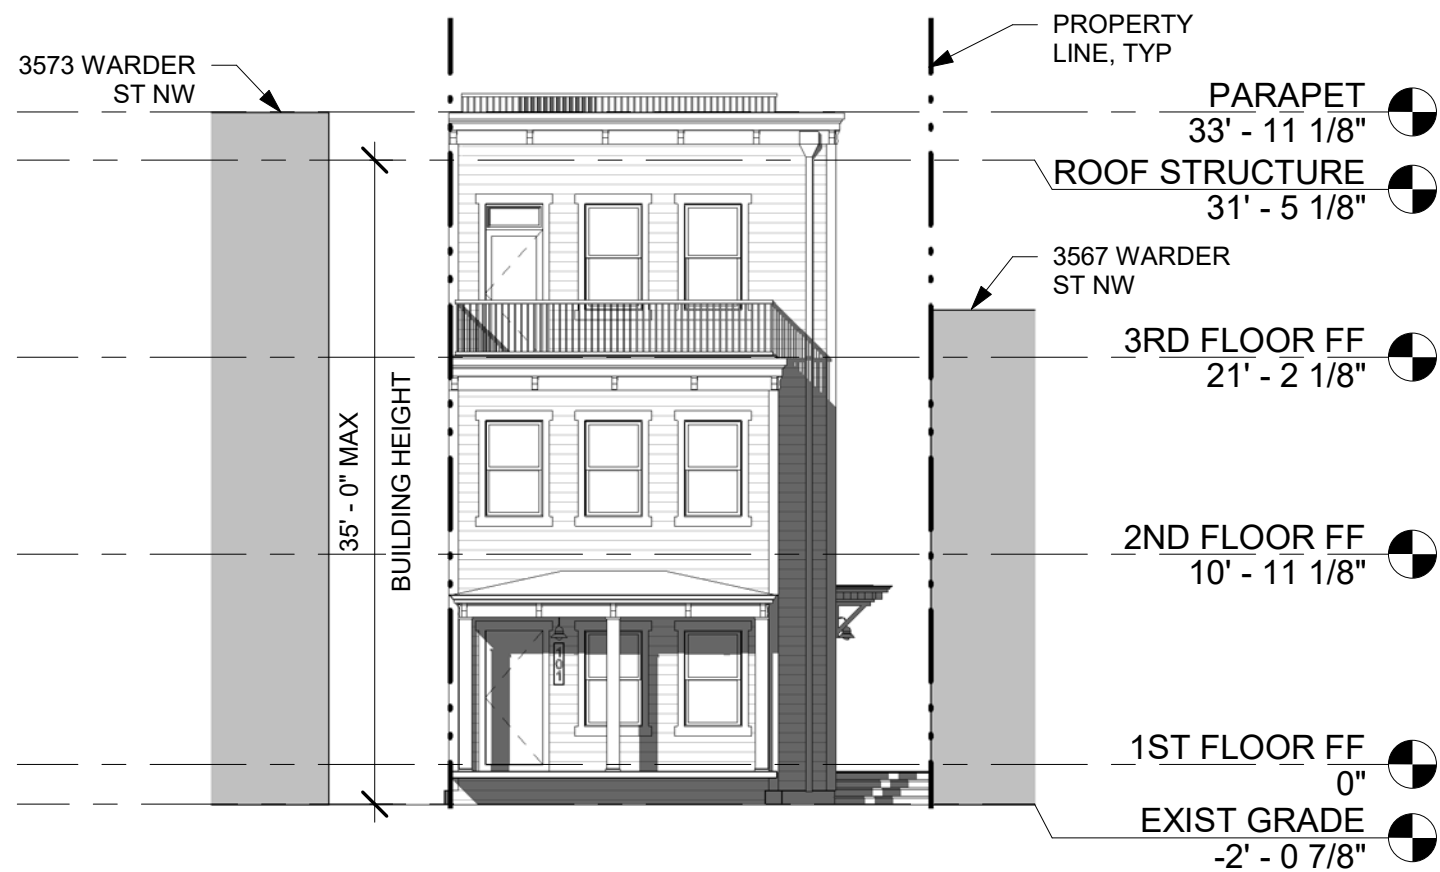 3573 WARDER
ST NW
PROPERTY
LINE, TYP
PARAPET
33' - 11 1/8"
ROOF STRUCTURE
31' - 5 1/8"
3567 WARDER
ST NW
3RD FLOOR FF
21' - 2 1/8"
35' - 0" MAX
BUILDING HEIGHT
2ND FLOOR FF
10' - 11 1/8"
101
1ST FLOOR FF
0"
EXIST GRADE
-2' - 0 7/8"